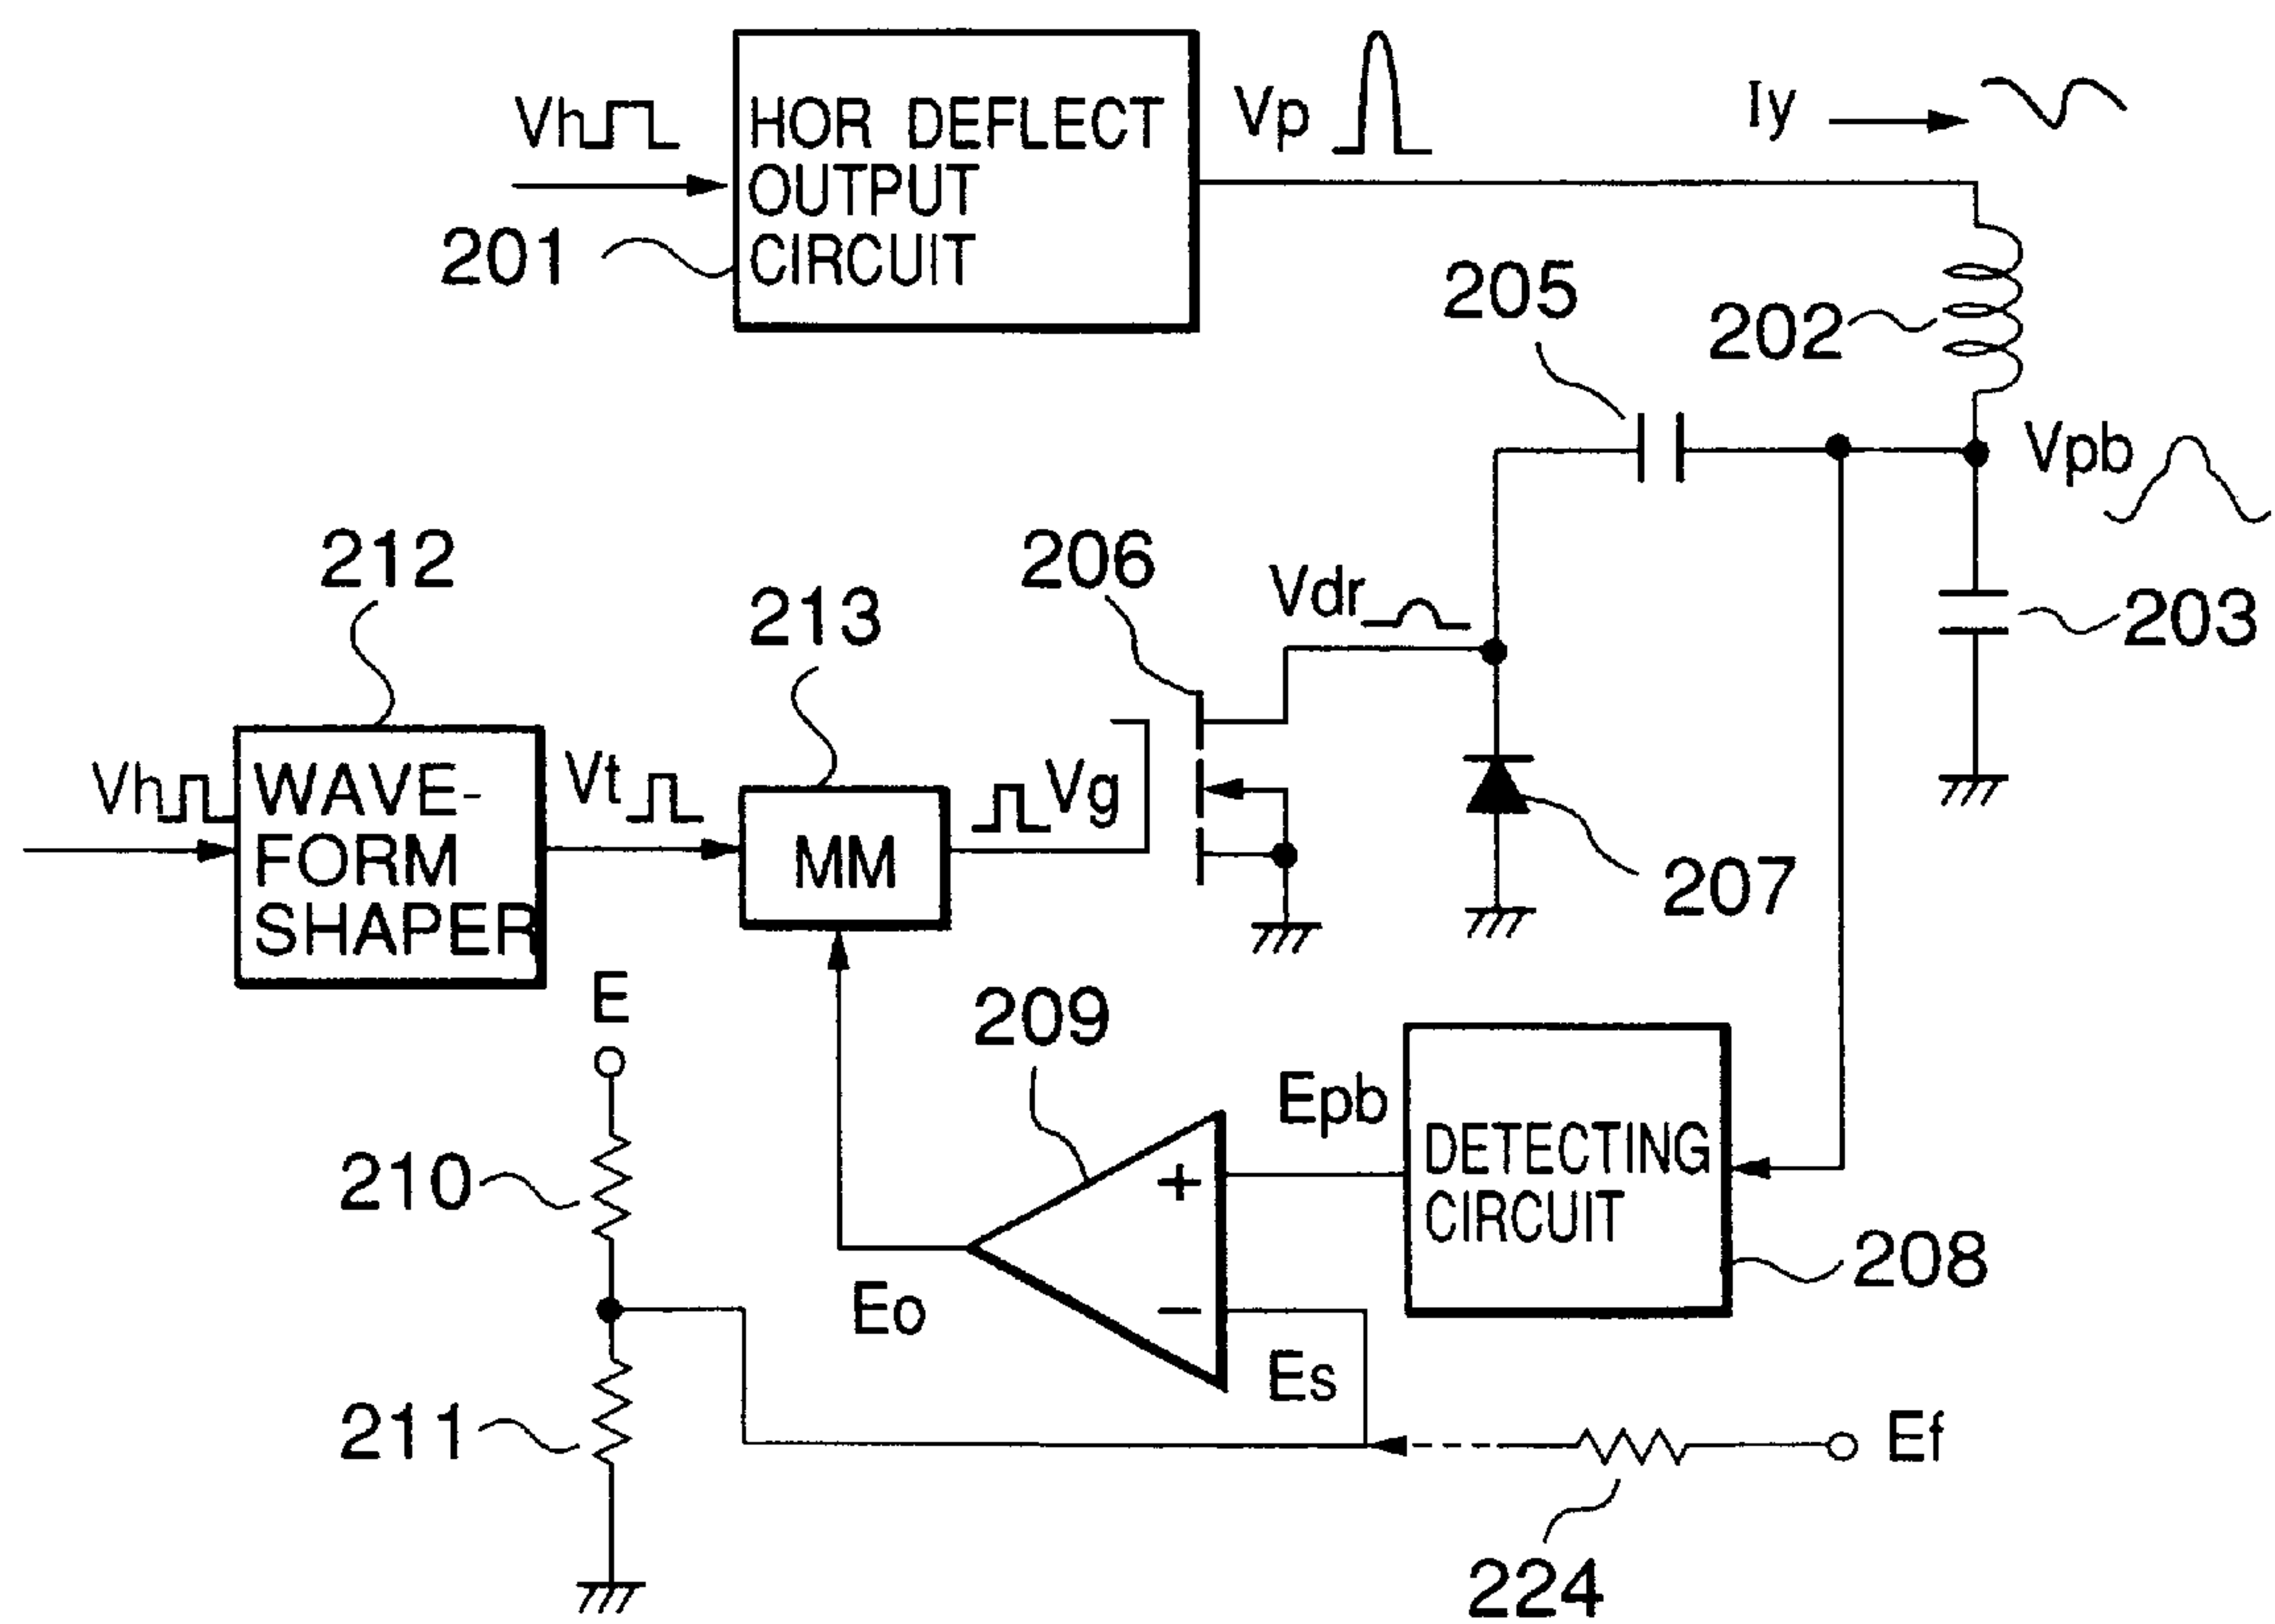 Vh
HOR DEFLECT
OUTPUT
CIRCUIT
201
Vp
Iy
202
205
Vpb
203
206
Vdr
207
212
213
Vh
WAVE-
FORM
SHAPER
Vt
MM
Vg
E
209
Epb
DETECTING
CIRCUIT
208
210
+
−
Eo
Es
211
Ef
224